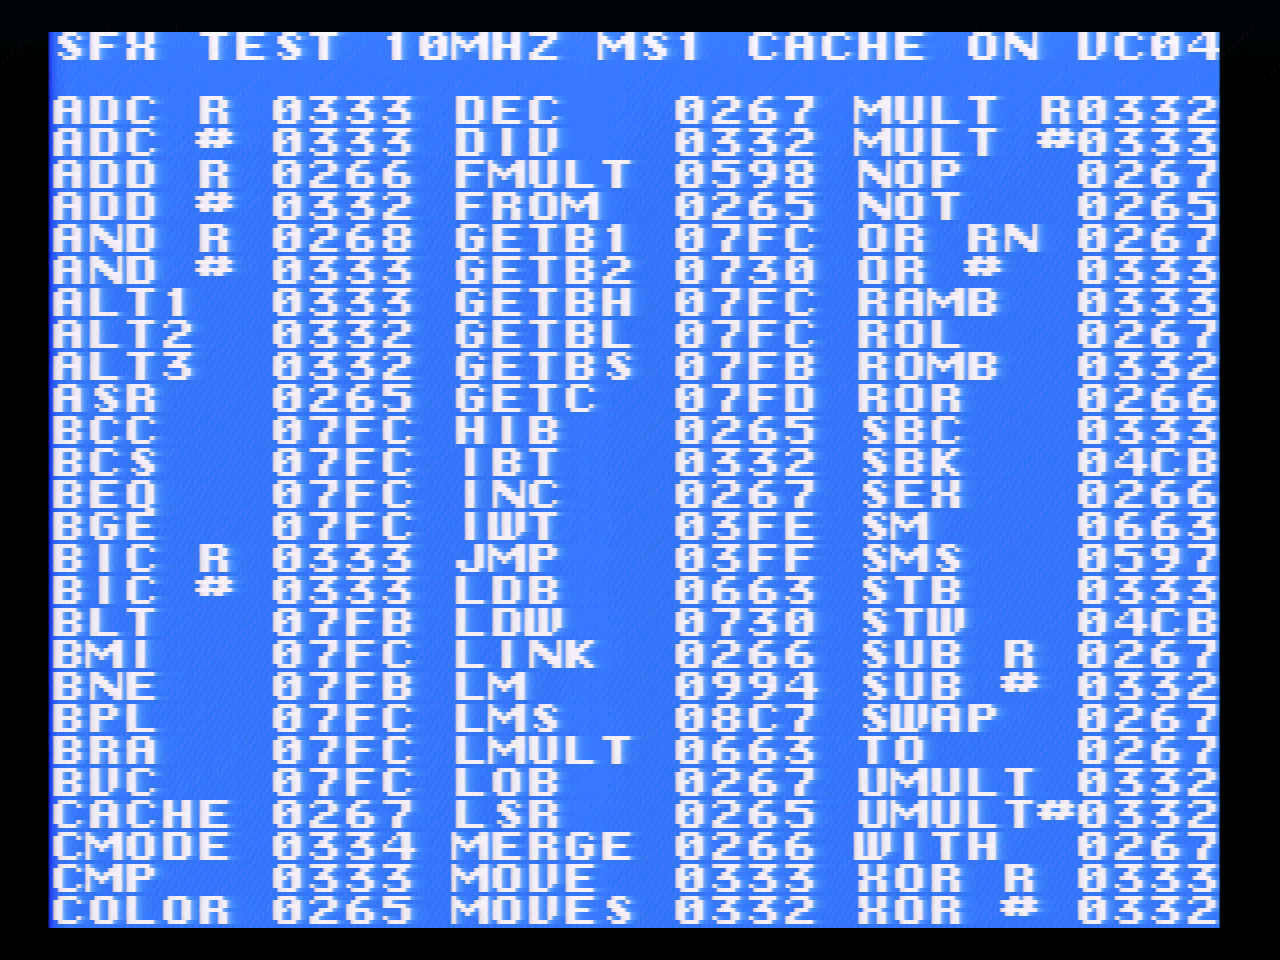 SFX TEST 10MHZ MS1 CACHE ON VC04
ADC R 0333 DEC 0267 MULT R0332
ADC # 0333 DIV 0332 MULT #0333
ADD R 0266 FMULT 0598 NOP 0267
ADD # 0332 FROM 0265 NOT 0265
AND R 0268 GETB1 07FC OR RN 0267
AND # 0333 GETB2 0730 OR # 0333
ALT1 0333 GETBH 07FC RAMB 0333
ALT2 0332 GETBL 07FC ROL 0267
ALT3 0332 GETBS 07FB ROMB 0332
ASR 0265 GETC 07FD ROR 0266
BCC 07FC HIB 0265 SBC 0333
BCS 07FC IBT 0332 SBK 04CB
BEQ 07FC INC 0267 SEX 0266
BGE 07FC IWT 03FE SM 0663
BIC R 0333 JMP 03FF SMS 0597
BIC # 0333 LDB 0663 STB 0333
BLT 07FB LDW 0730 STW 04CB
BMI 07FC LINK 0266 SUB R 0267
BNE 07FB LM 0994 SUB # 0332
BPL 07FC LMS 08C7 SWAP 0267
BRA 07FC LMULT 0663 TO 0267
BVC 07FC LOB 0267 UMULT 0332
CACHE 0267 LSR 0265 UMULT#0332
CMODE 0334 MERGE 0266 WITH 0267
CMP 0333 MOVE 0333 XOR R 0333
COLOR 0265 MOVES 0332 XOR # 0332